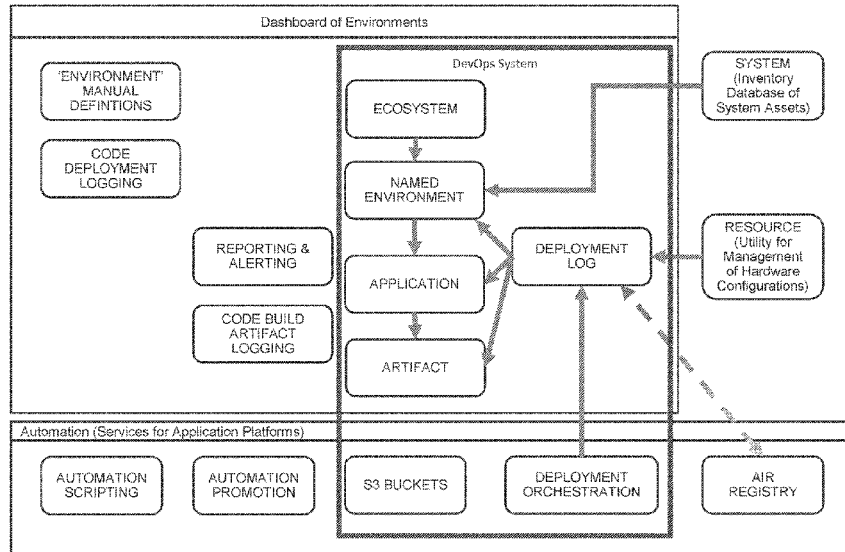 Dashboard of Environments
DevOps System
'ENVIRONMENT'
MANUAL
DEFINTIONS
CODE
DEPLOYMENT
LOGGING
ECOSYSTEM
NAMED
ENVIRONMENT
SYSTEM
(Inventory
Database of
System Assets)
REPORTING &
ALERTING
APPLICATION
DEPLOYMENT
LOG
RESOURCE
(Utility for
Management
of Hardware
Configurations)
CODE BUILD
ARTIFACT
LOGGING
ARTIFACT
Automation (Services for Application Platforms)
AUTOMATION
SCRIPTING
AUTOMATION
PROMOTION
S3 BUCKETS
DEPLOYMENT
ORCHESTRATION
AIR
REGISTRY